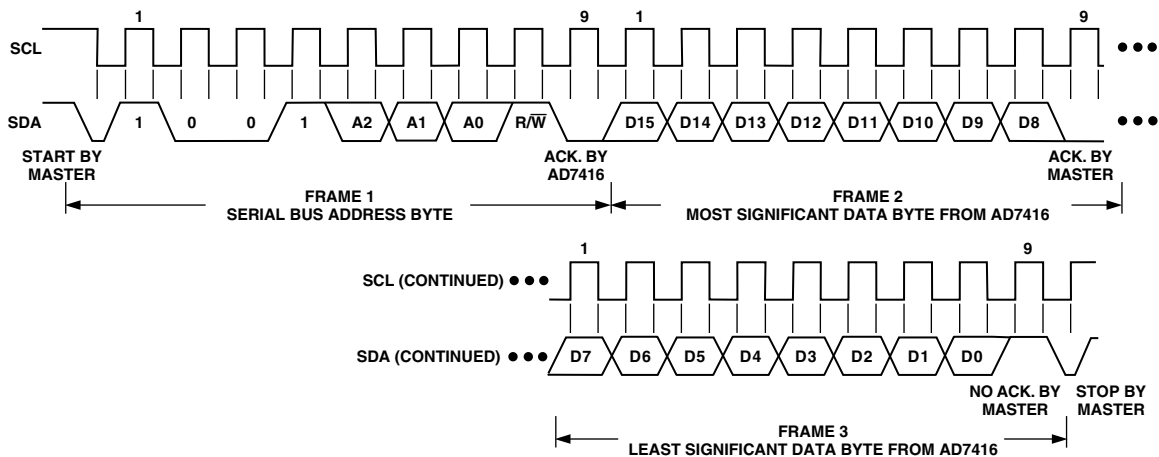 1 9 1 9
SCL
SDA 1 0 0 1 A2 A1 A0 R/W̅ D15 D14 D13 D12 D11 D10 D9 D8
START BY
MASTER
ACK. BY
AD7416
ACK. BY
MASTER
FRAME 1
SERIAL BUS ADDRESS BYTE
FRAME 2
MOST SIGNIFICANT DATA BYTE FROM AD7416
1 9
SCL (CONTINUED)
SDA (CONTINUED) D7 D6 D5 D4 D3 D2 D1 D0
NO ACK. BY
MASTER
STOP BY
MASTER
FRAME 3
LEAST SIGNIFICANT DATA BYTE FROM AD7416